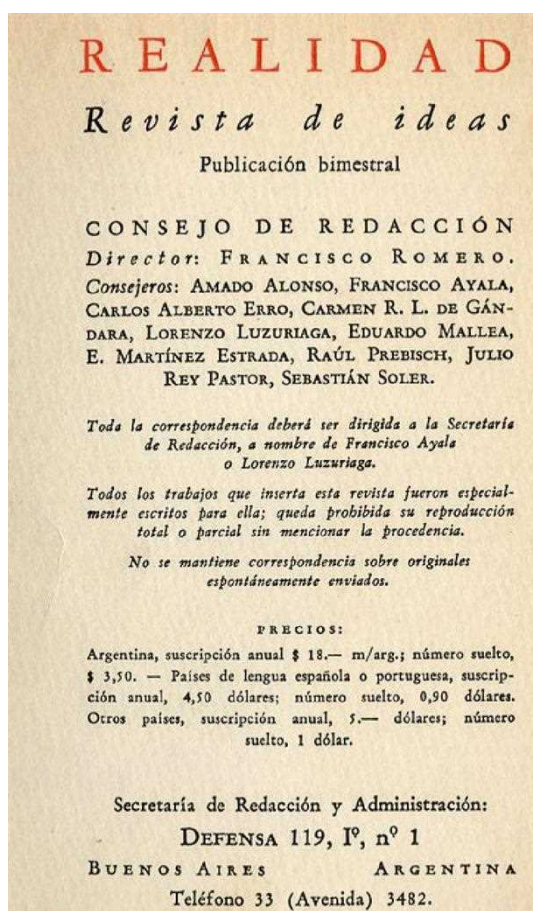 REALIDAD
Revista de ideas
Publicación bimestral
CONSEJO DE REDACCIÓN
Director: FRANCISCO ROMERO.
Consejeros: AMADO ALONSO, FRANCISCO AYALA,
CARLOS ALBERTO ERRO, CARMEN R. L. DE GÁN-
DARA, LORENZO LUZURIAGA, EDUARDO MALLEA,
E. MARTÍNEZ ESTRADA, RAÚL PREBISCH, JULIO
REY PASTOR, SEBASTIÁN SOLER.
Toda la correspondencia deberá ser dirigida a la Secretaría
de Redacción, a nombre de Francisco Ayala
o Lorenzo Luzuriaga.
Todos los trabajos que inserta esta revista fueron especial-
mente escritos para ella; queda prohibida su reproducción
total o parcial sin mencionar la procedencia.
No se mantiene correspondencia sobre originales
espontáneamente enviados.
PRECIOS:
Argentina, suscripción anual $ 18.— m/arg.; número suelto,
$ 3,50. — Países de lengua española o portuguesa, suscrip-
ción anual, 4,50 dólares; número suelto, 0,90 dólares.
Otros países, suscripción anual, 5.— dólares; número
suelto, 1 dólar.
Secretaría de Redacción y Administración:
DEFENSA 119, Iº, nº 1
BUENOS AIRES ARGENTINA
Teléfono 33 (Avenida) 3482.